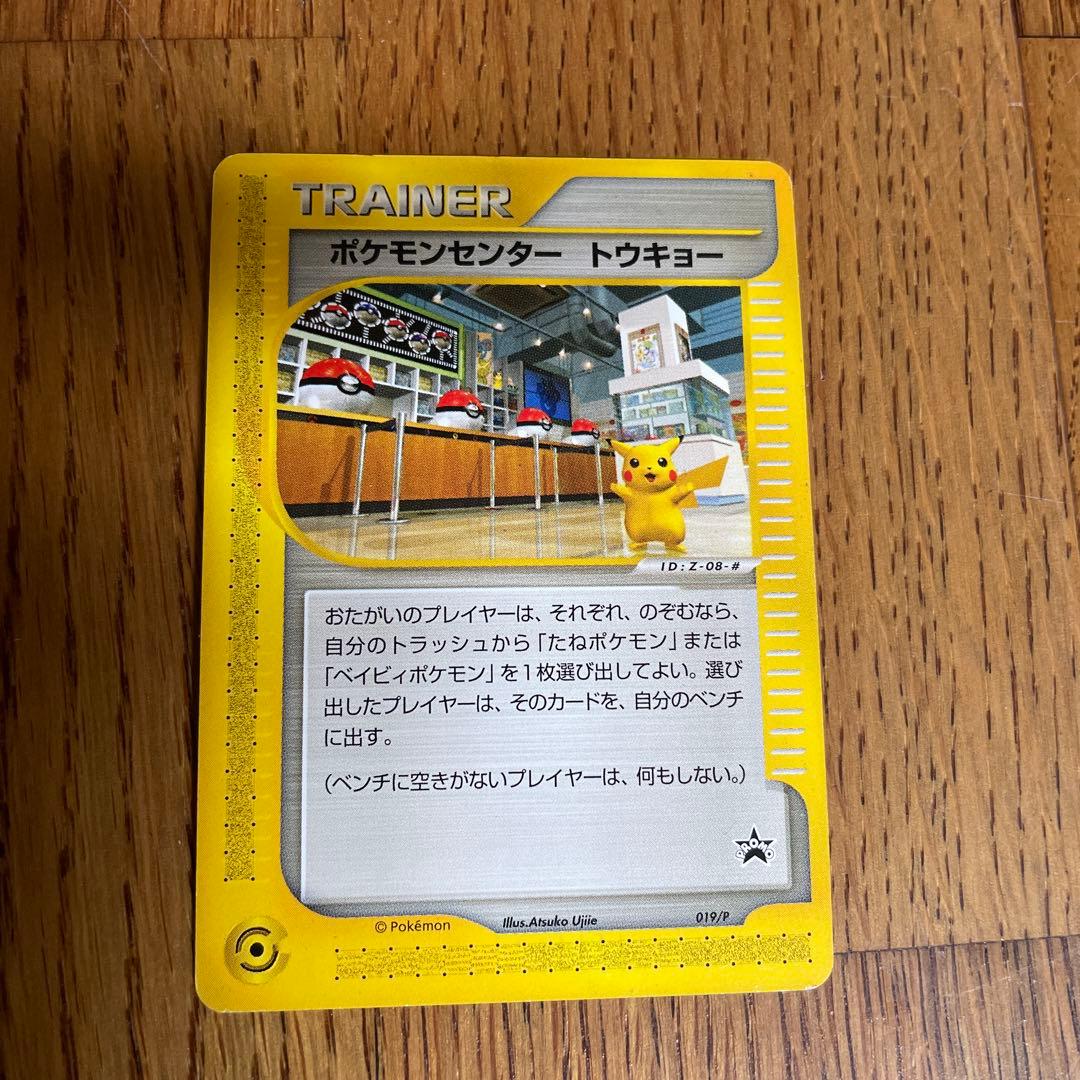 TRAINER
ポケモンセンター　トウキョー
ID:Z-08-#
おたがいのプレイヤーは、それぞれ、のぞむなら、
自分のトラッシュから「たねポケモン」または
「ベイビィポケモン」を1枚選び出してよい。選び
出したプレイヤーは、そのカードを、自分のベンチ
に出す。
(ベンチに空きがないプレイヤーは、何もしない。)
PROMO
© Pokémon
Illus.Atsuko Ujiie
019/P